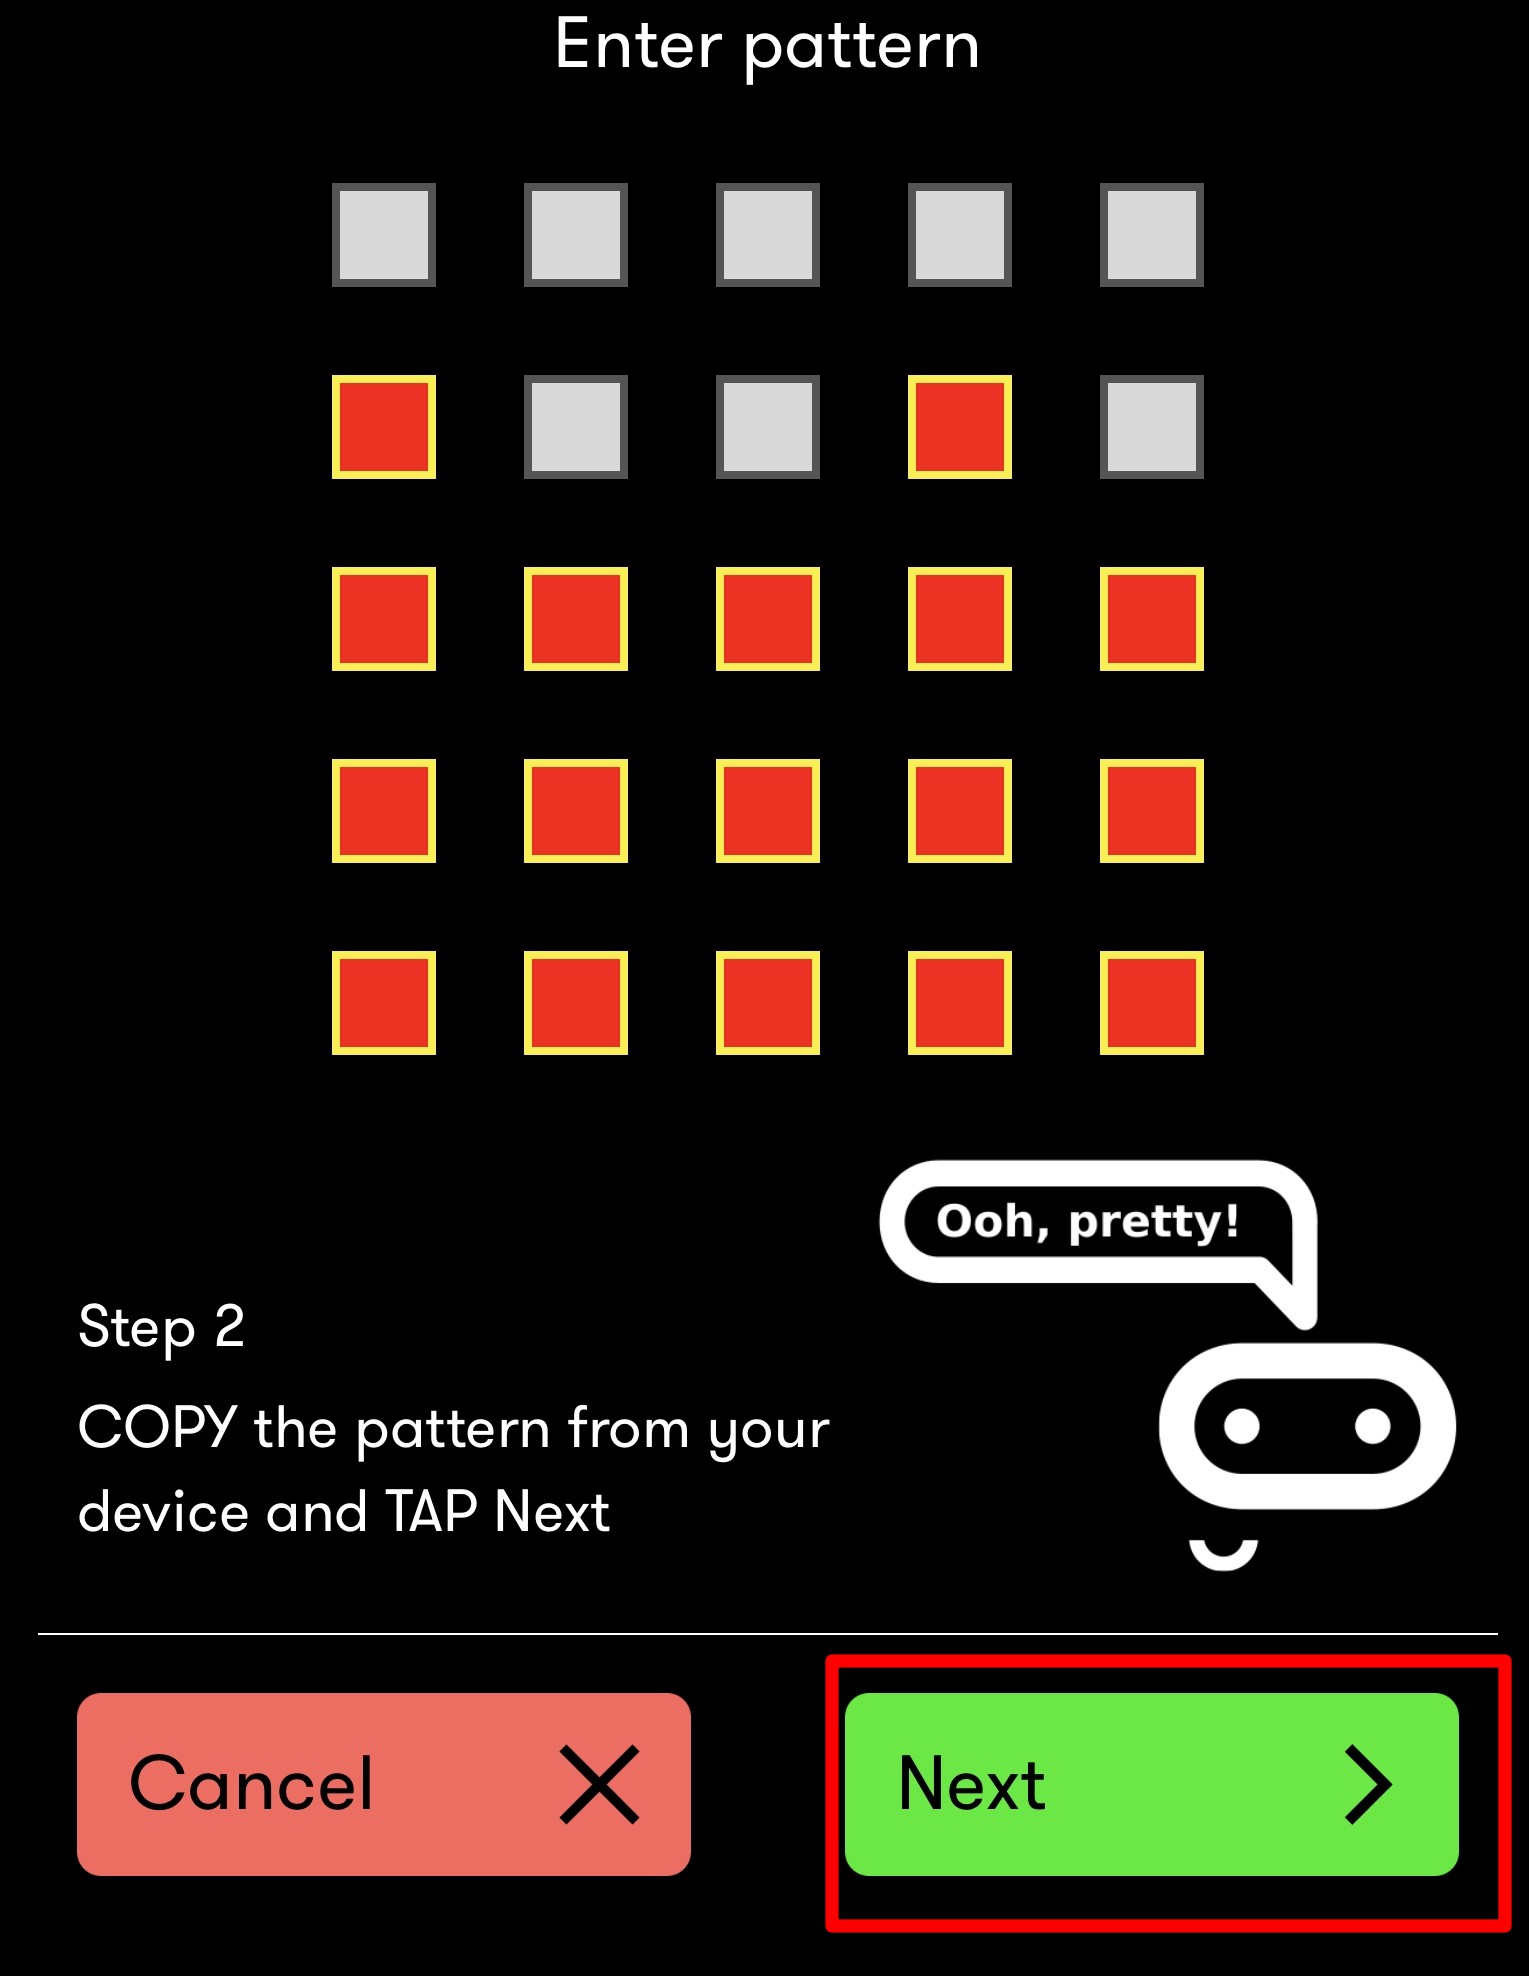 Enter pattern
Ooh, pretty!
Step 2
COPY the pattern from your
device and TAP Next
Cancel
Next